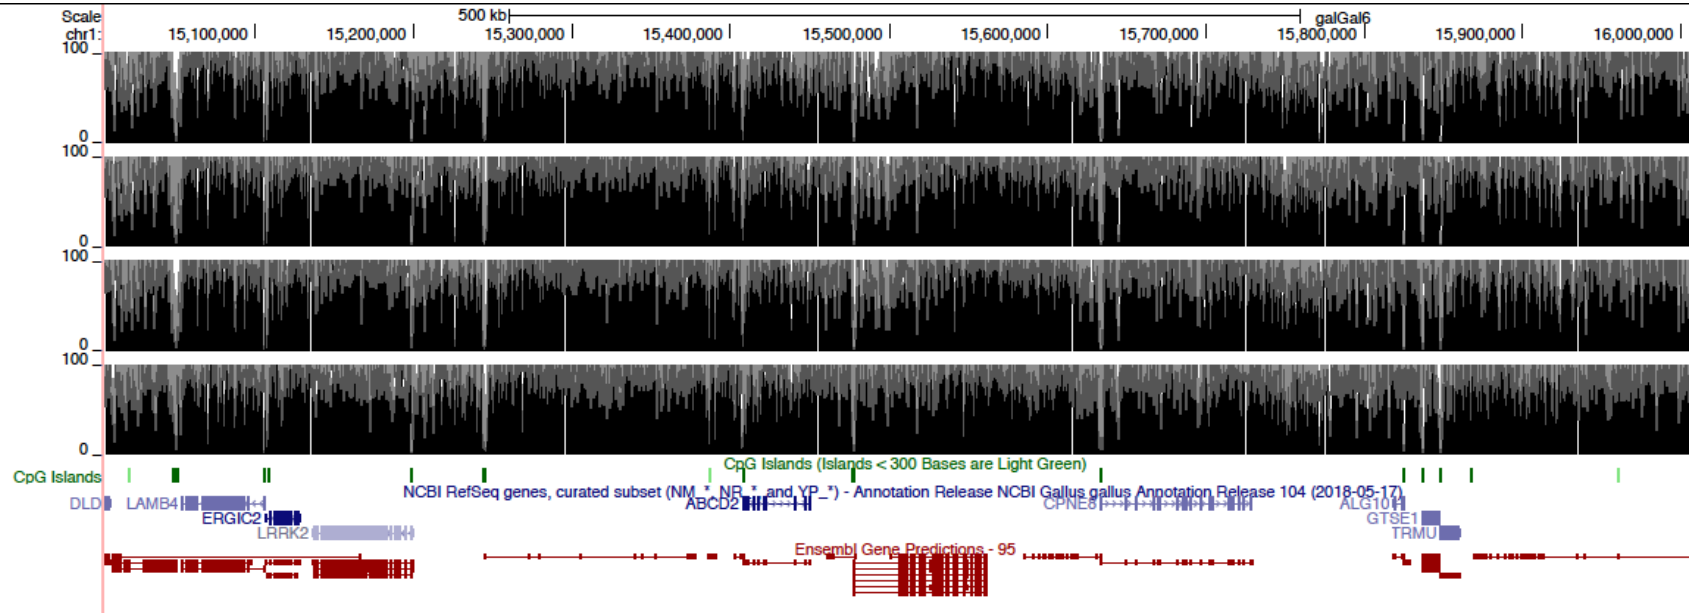 Scale 500 kb galGal6
chr1: 15,100,000 15,200,000 15,300,000 15,400,000 15,500,000 15,600,000 15,700,000 15,800,000 15,900,000 16,000,000
100
0
100
0
100
0
100
0
CpG Islands (Islands < 300 Bases are Light Green)
CpG Islands
NCBI RefSeq genes, curated subset (NM_*, NR_*, and YP_*) - Annotation Release NCBI Gallus gallus Annotation Release 104 (2018-05-17)
DLD LAMB4 ABCD2 CPNE8 ALG10
ERGIC2 GTSE1
LRRK2 TRMU
Ensembl Gene Predictions - 95